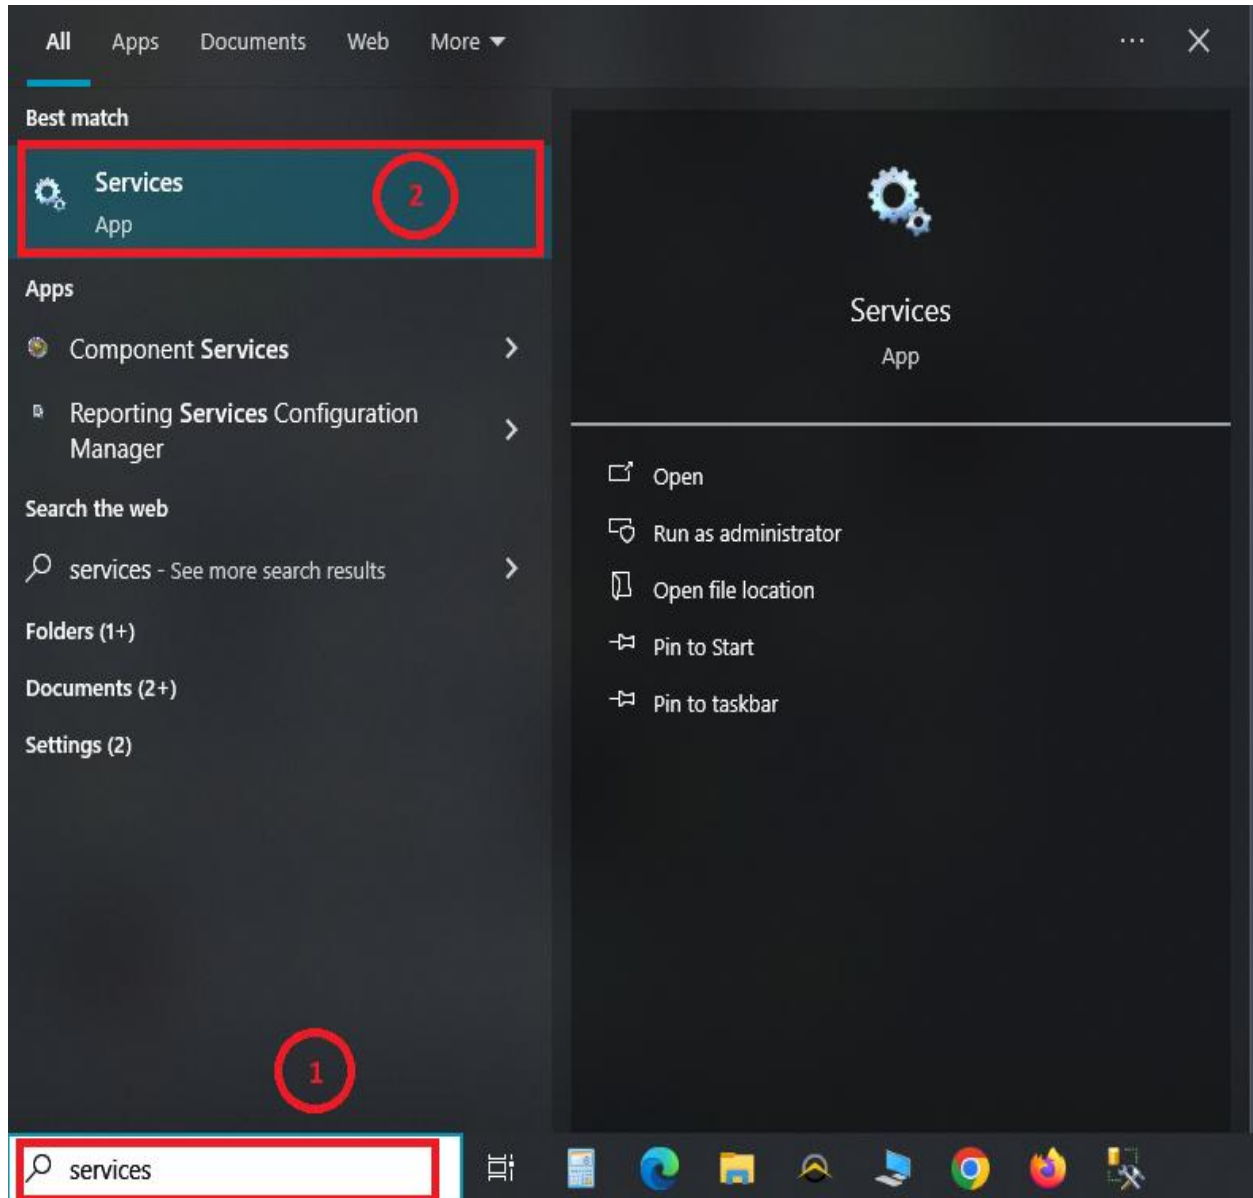 All Apps Documents Web More
Best match
Services
App
2
Apps
Component Services
Reporting Services Configuration
Manager
Search the web
services - See more search results
Folders (1+)
Documents (2+)
Settings (2)
Services
App
Open
Run as administrator
Open file location
Pin to Start
Pin to taskbar
1
services